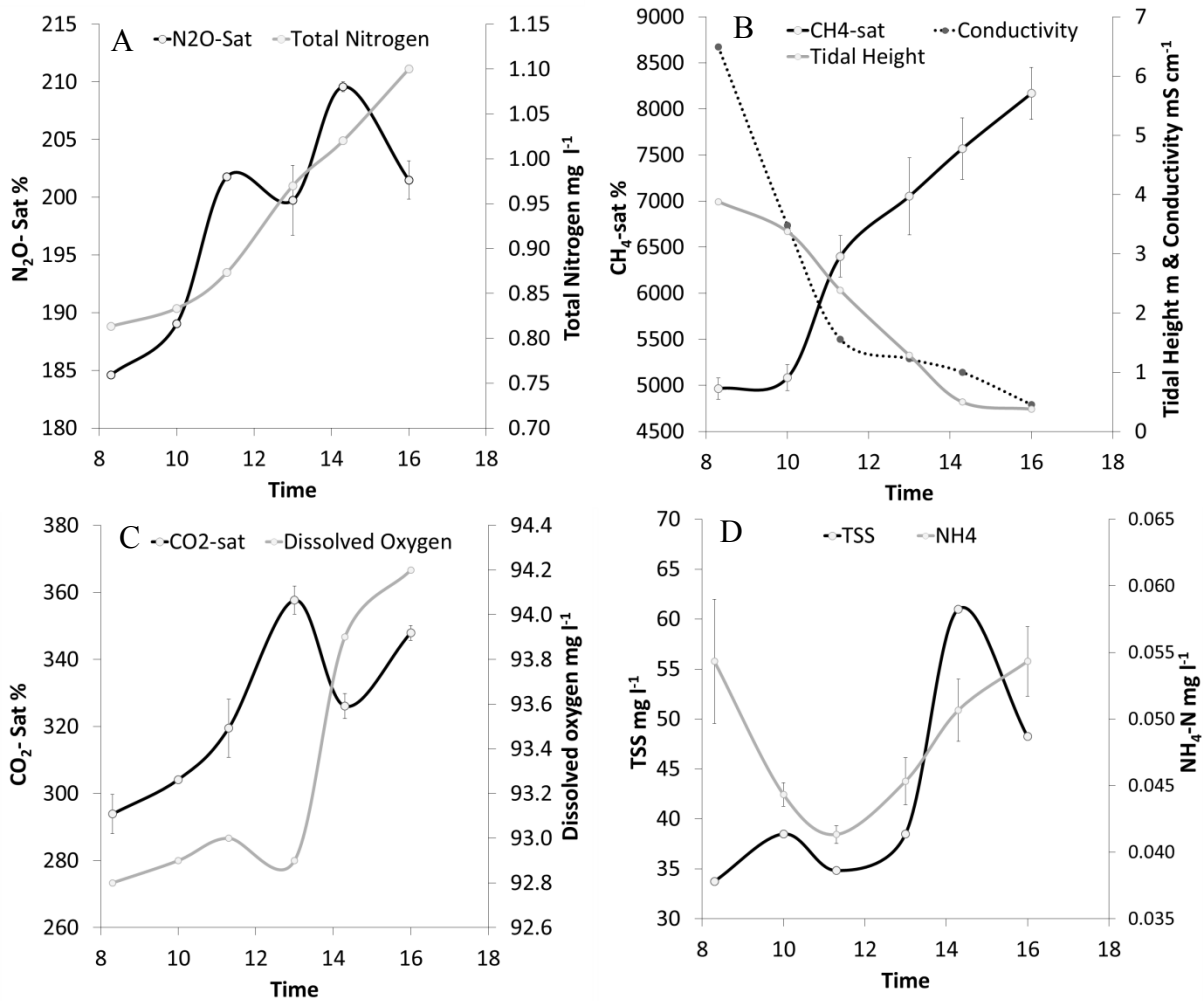 A
N2O-Sat
Total Nitrogen
N₂O- Sat %
215
210
205
200
195
190
185
180
1.15
1.10
1.05
1.00
0.95
0.90
0.85
0.80
0.75
0.70
Total Nitrogen mg l⁻¹
8 10 12 14 16 18
Time
B
CH4-sat
Conductivity
Tidal Height
CH₄-sat %
9000
8500
8000
7500
7000
6500
6000
5500
5000
4500
7
6
5
4
3
2
1
0
Tidal Height m & Conductivity mS cm⁻¹
8 10 12 14 16 18
Time
C
CO2-sat
Dissolved Oxygen
CO₂- Sat %
380
360
340
320
300
280
260
94.4
94.2
94.0
93.8
93.6
93.4
93.2
93.0
92.8
92.6
Dissolved oxygen mg l⁻¹
8 10 12 14 16 18
Time
D
TSS
NH4
TSS mg l⁻¹
70
65
60
55
50
45
40
35
30
0.065
0.060
0.055
0.050
0.045
0.040
0.035
NH₄-N mg l⁻¹
8 10 12 14 16 18
Time